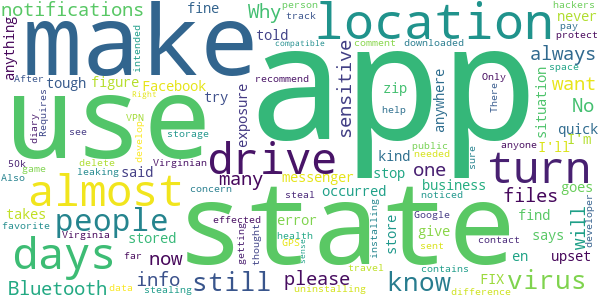 notifications Why fine told location person track hackers never pay protect
anything make intended compatible comment downloaded space
After tough figure Facebook try exposure sensitive zip anywhere always Only There want situation
diary Requires use app help No quick
see VPN develop Right storage drive kind stop public needed anyone sure I'll I'm
50k game delete leaking Virginian said many messenger one business turn
Also almost concern steal occurred noticed files goes
favorite takes people stored error please store give says find will developer
Virginia days info now effected getting thought health GPS sense state installing Google sent contact en upset
data far still know travel contains FIX virus
Bluetooth stealing uninstalling difference recommend